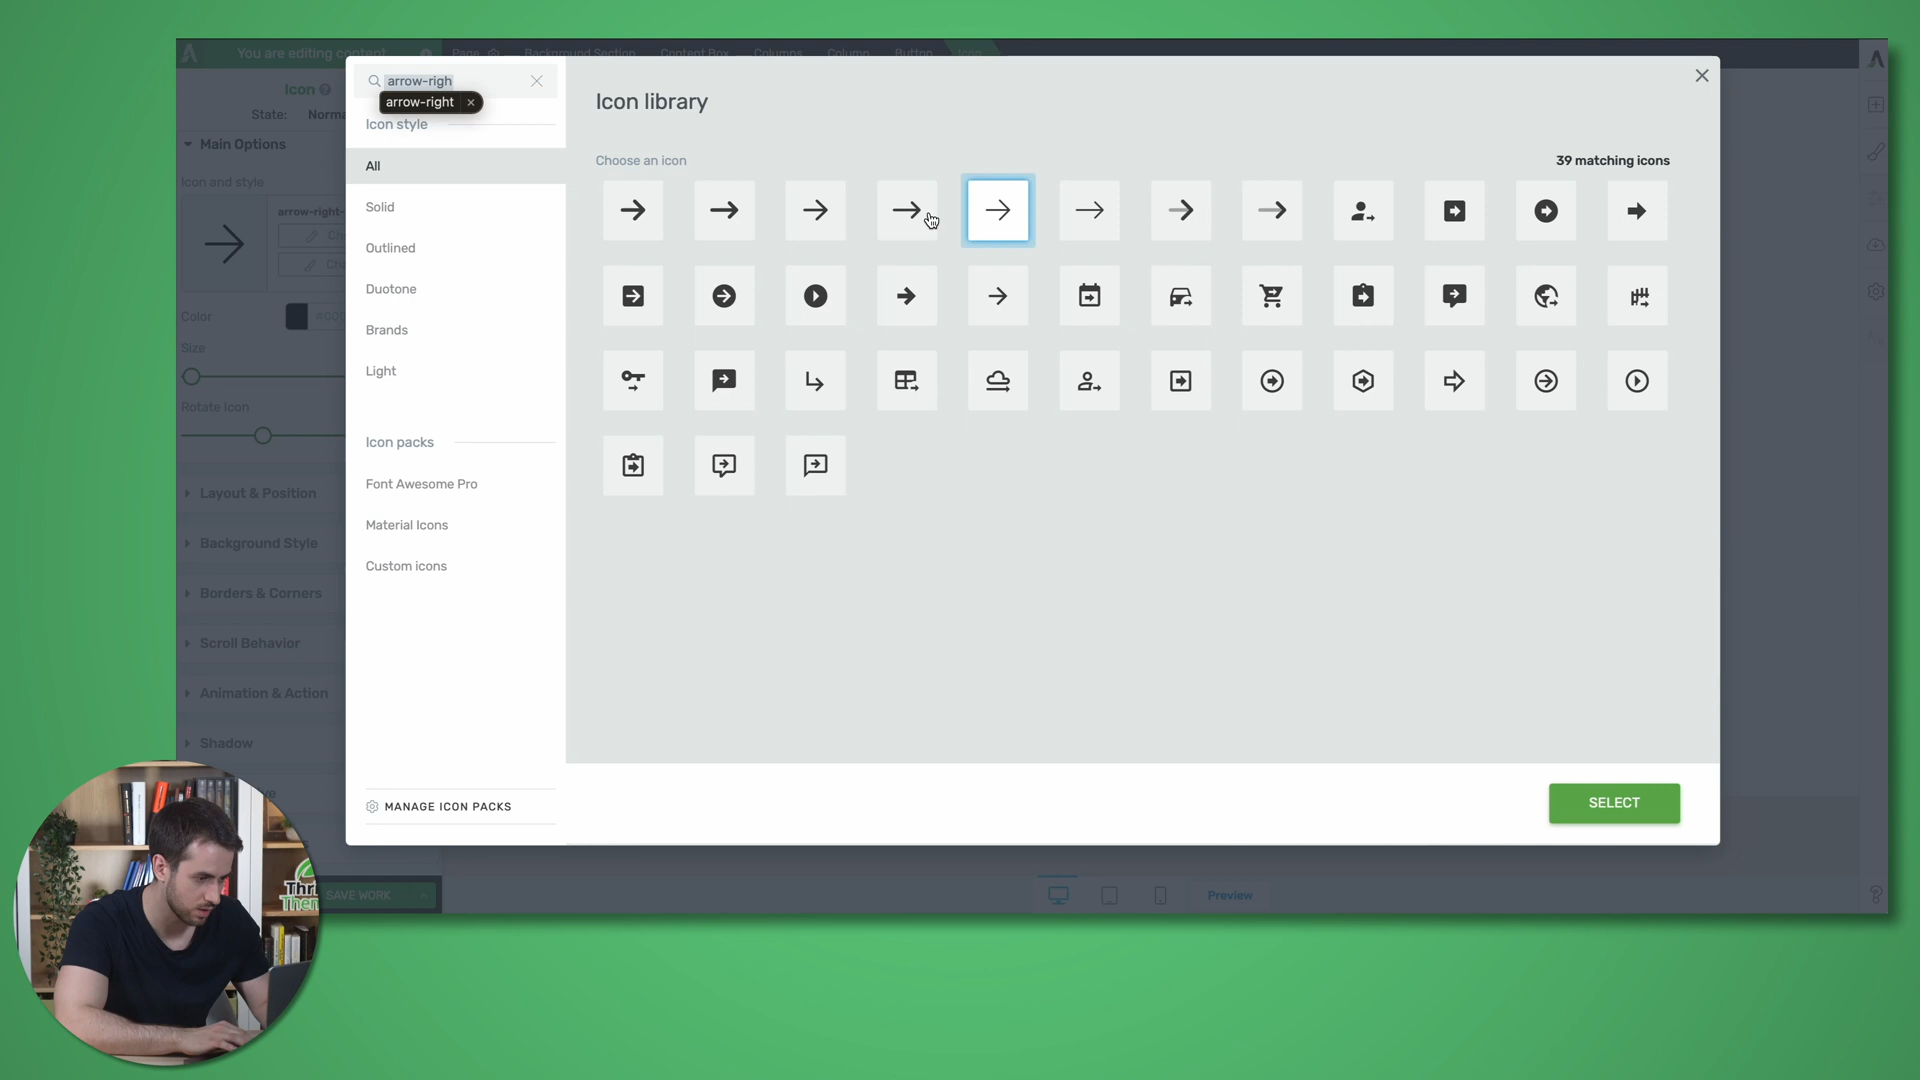 You are editing content
Page
Background Section
Content Box
Columns
Column
Button
Icon
arrow-righ
arrow-right ×
Icon style
All
Solid
Outlined
Duotone
Brands
Light
Icon packs
Font Awesome Pro
Material Icons
Custom icons
MANAGE ICON PACKS
Icon library
Choose an icon
39 matching icons
SELECT
Icon
State:
Main Options
Icon and style
arrow-right-
Color
Size
Rotate Icon
Layout & Position
Background Style
Borders & Corners
Scroll Behavior
Animation & Action
Shadow
SAVE WORK
Preview